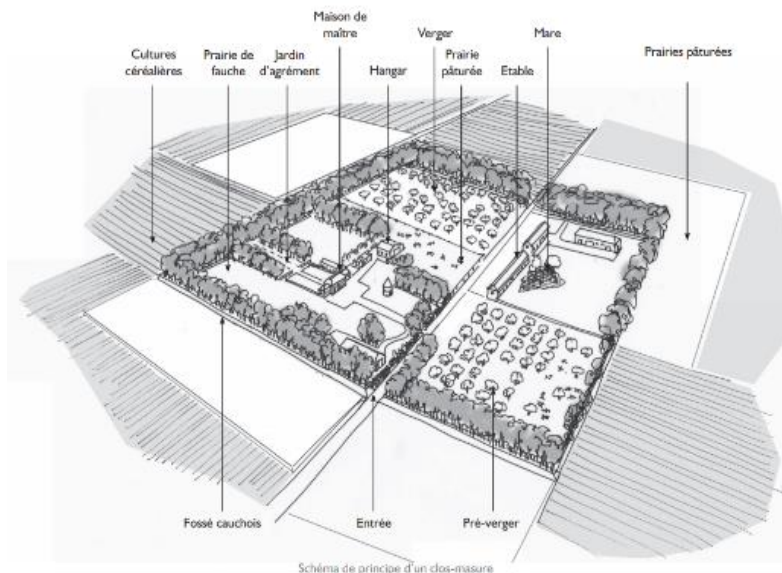 Maison de
maître
Verger
Mare
Cultures
céréalières
Prairie de
fauche
Jardin
d'agrément
Hangar
Prairie
pâturée
Etable
Prairies pâturées
Fossé cauchois
Entrée
Pré-verger
Schéma de principe d'un clos-masure